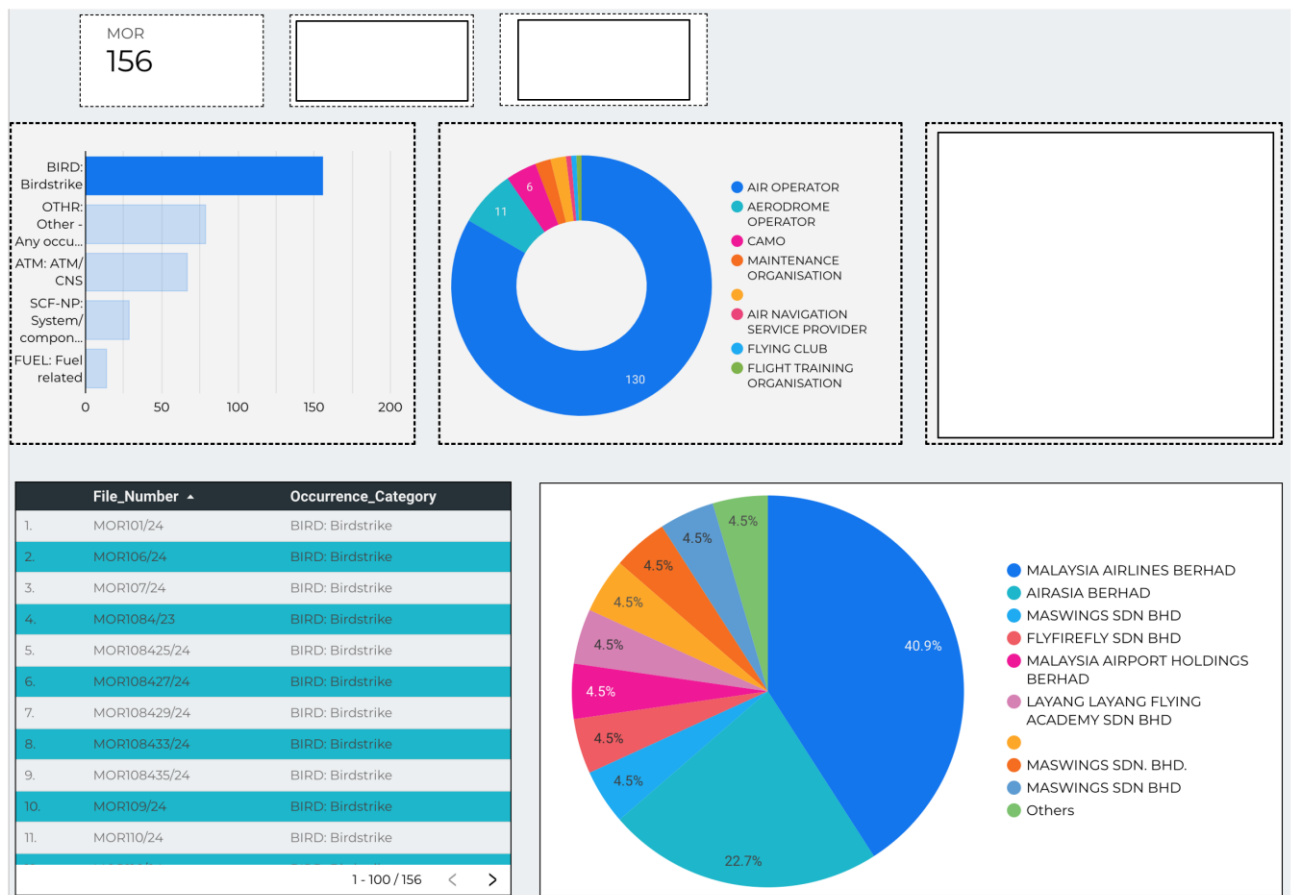 MOR
156
BIRD:
Birdstrike
OTHR:
Other -
Any occu...
ATM: ATM/
CNS
SCF-NP:
System/
compon...
FUEL: Fuel
related
0
50
100
150
200
6
11
130
AIR OPERATOR
AERODROME
OPERATOR
CAMO
MAINTENANCE
ORGANISATION
AIR NAVIGATION
SERVICE PROVIDER
FLYING CLUB
FLIGHT TRAINING
ORGANISATION
File_Number Occurrence_Category
1. MOR101/24 BIRD: Birdstrike
2. MOR106/24 BIRD: Birdstrike
3. MOR107/24 BIRD: Birdstrike
4. MOR1084/23 BIRD: Birdstrike
5. MOR108425/24 BIRD: Birdstrike
6. MOR108427/24 BIRD: Birdstrike
7. MOR108429/24 BIRD: Birdstrike
8. MOR108433/24 BIRD: Birdstrike
9. MOR108435/24 BIRD: Birdstrike
10. MOR109/24 BIRD: Birdstrike
11. MOR110/24 BIRD: Birdstrike
1 - 100 / 156
4.5%
4.5%
4.5%
4.5%
4.5%
4.5%
4.5%
4.5%
40.9%
22.7%
MALAYSIA AIRLINES BERHAD
AIRASIA BERHAD
MASWINGS SDN BHD
FLYFIREFLY SDN BHD
MALAYSIA AIRPORT HOLDINGS
BERHAD
LAYANG LAYANG FLYING
ACADEMY SDN BHD
MASWINGS SDN. BHD.
MASWINGS SDN BHD
Others